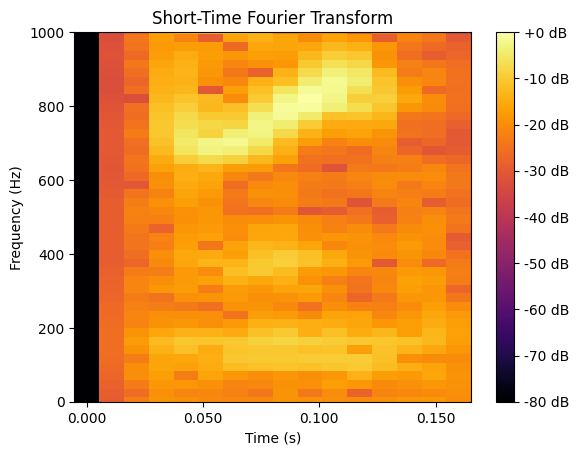 Short-Time Fourier Transform
1000
800
600
400
200
0
Frequency (Hz)
0.000
0.050
0.100
0.150
Time (s)
+0 dB
-10 dB
-20 dB
-30 dB
-40 dB
-50 dB
-60 dB
-70 dB
-80 dB